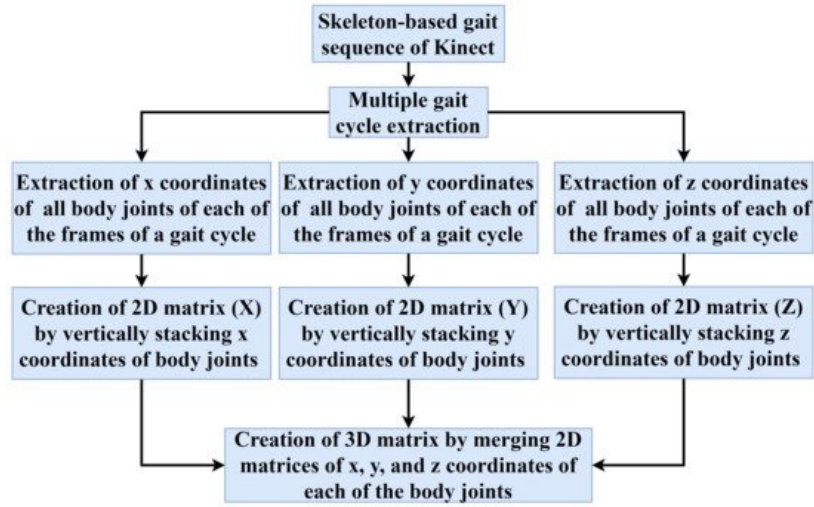 Skeleton-based gait
sequence of Kinect
Multiple gait
cycle extraction
Extraction of x coordinates
of all body joints of each of
the frames of a gait cycle
Extraction of y coordinates
of all body joints of each of
the frames of a gait cycle
Extraction of z coordinates
of all body joints of each of
the frames of a gait cycle
Creation of 2D matrix (X)
by vertically stacking x
coordinates of body joints
Creation of 2D matrix (Y)
by vertically stacking y
coordinates of body joints
Creation of 2D matrix (Z)
by vertically stacking z
coordinates of body joints
Creation of 3D matrix by merging 2D
matrices of x, y, and z coordinates of
each of the body joints